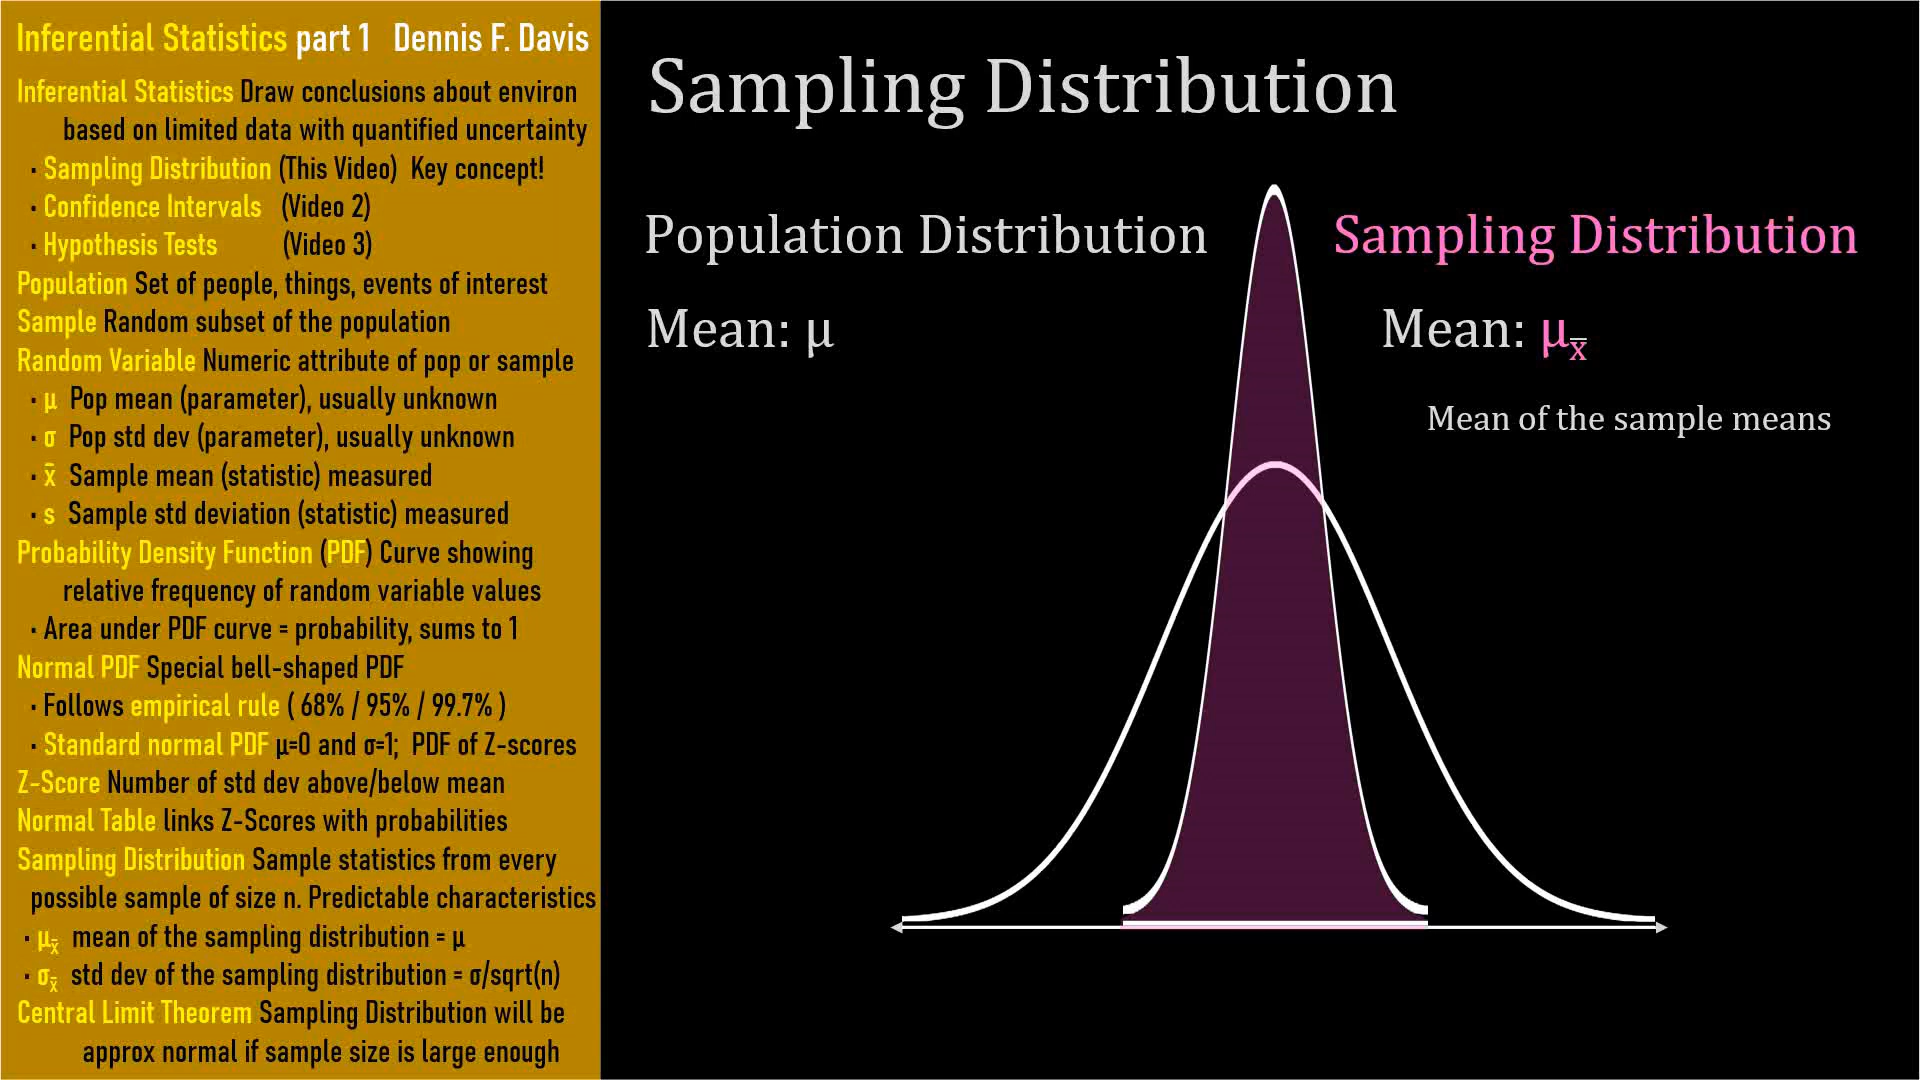 Inferential Statistics part 1 Dennis F. Davis
Inferential Statistics Draw conclusions about environ
based on limited data with quantified uncertainty
· Sampling Distribution (This Video) Key concept!
· Confidence Intervals (Video 2)
· Hypothesis Tests (Video 3)
Population Set of people, things, events of interest
Sample Random subset of the population
Random Variable Numeric attribute of pop or sample
· μ Pop mean (parameter), usually unknown
· σ Pop std dev (parameter), usually unknown
· x̄ Sample mean (statistic) measured
· s Sample std deviation (statistic) measured
Probability Density Function (PDF) Curve showing
relative frequency of random variable values
· Area under PDF curve = probability, sums to 1
Normal PDF Special bell-shaped PDF
· Follows empirical rule ( 68% / 95% / 99.7% )
· Standard normal PDF μ=0 and σ=1; PDF of Z-scores
Z-Score Number of std dev above/below mean
Normal Table links Z-Scores with probabilities
Sampling Distribution Sample statistics from every
possible sample of size n. Predictable characteristics
· μx̄ mean of the sampling distribution = μ
· σx̄ std dev of the sampling distribution = σ/sqrt(n)
Central Limit Theorem Sampling Distribution will be
approx normal if sample size is large enough
Sampling Distribution
Population Distribution
Mean: μ
Sampling Distribution
Mean: μx̄
Mean of the sample means